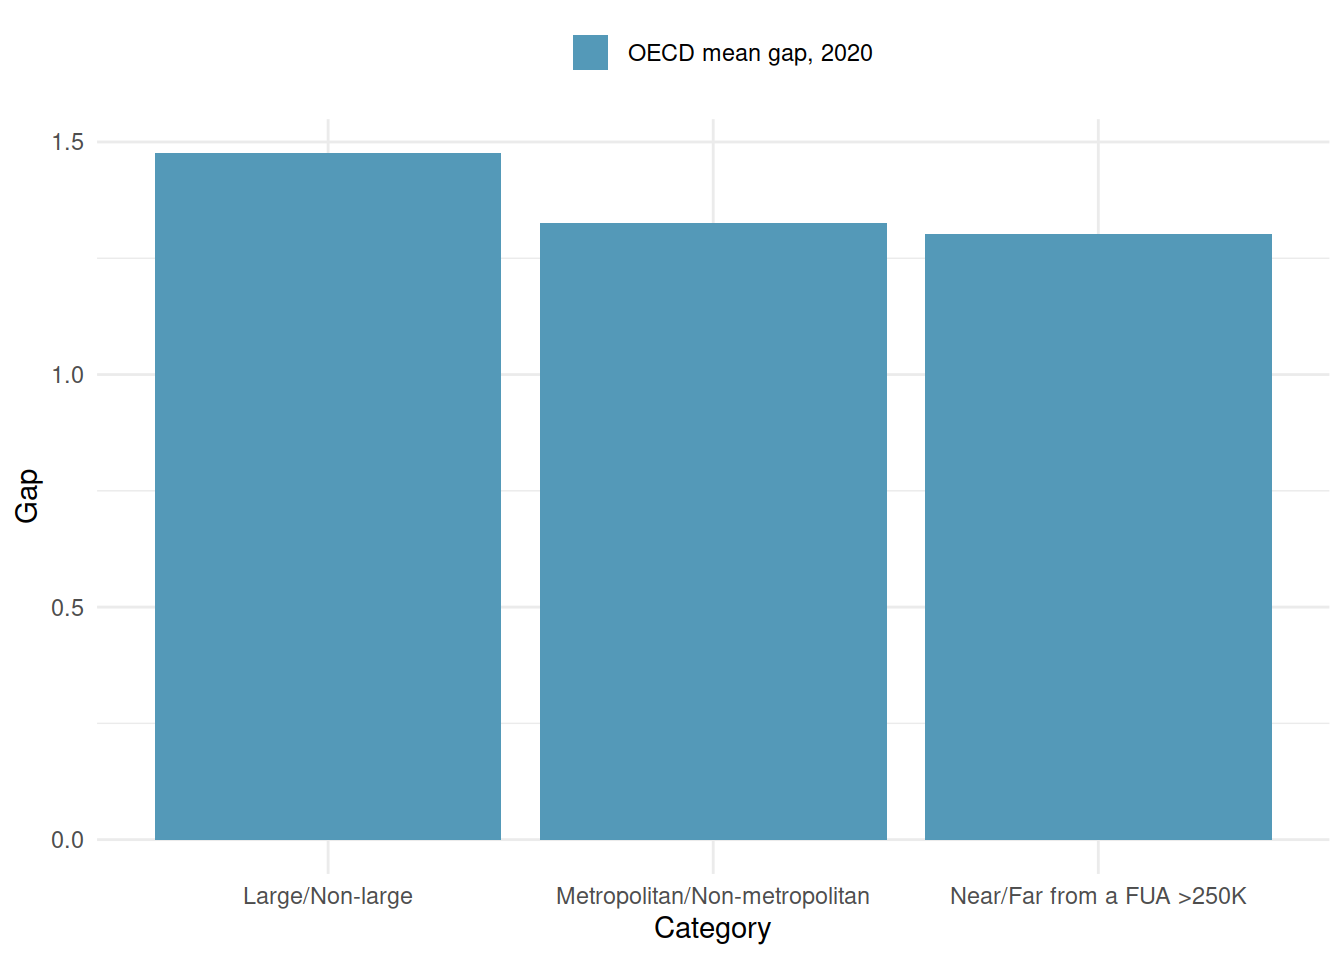 OECD mean gap, 2020
1.5
1.0
0.5
0.0
Gap
Large/Non-large
Metropolitan/Non-metropolitan
Near/Far from a FUA >250K
Category